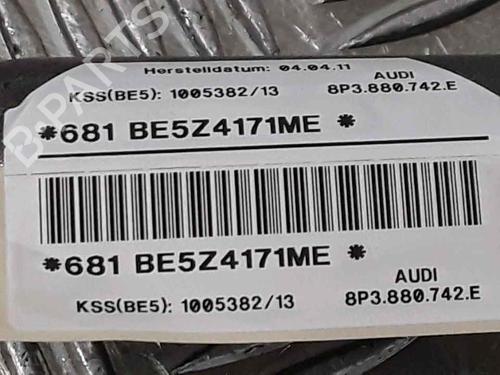 Herstelldatum: 04.04.11
AUDI
KSS(BE5): 1005382/13
8P3.880.742.E
*681 BE5Z4171ME *
*681 BE5Z4171ME *
AUDI
KSS(BE5): 1005382/13
8P3.880.742.E
B-PARTS